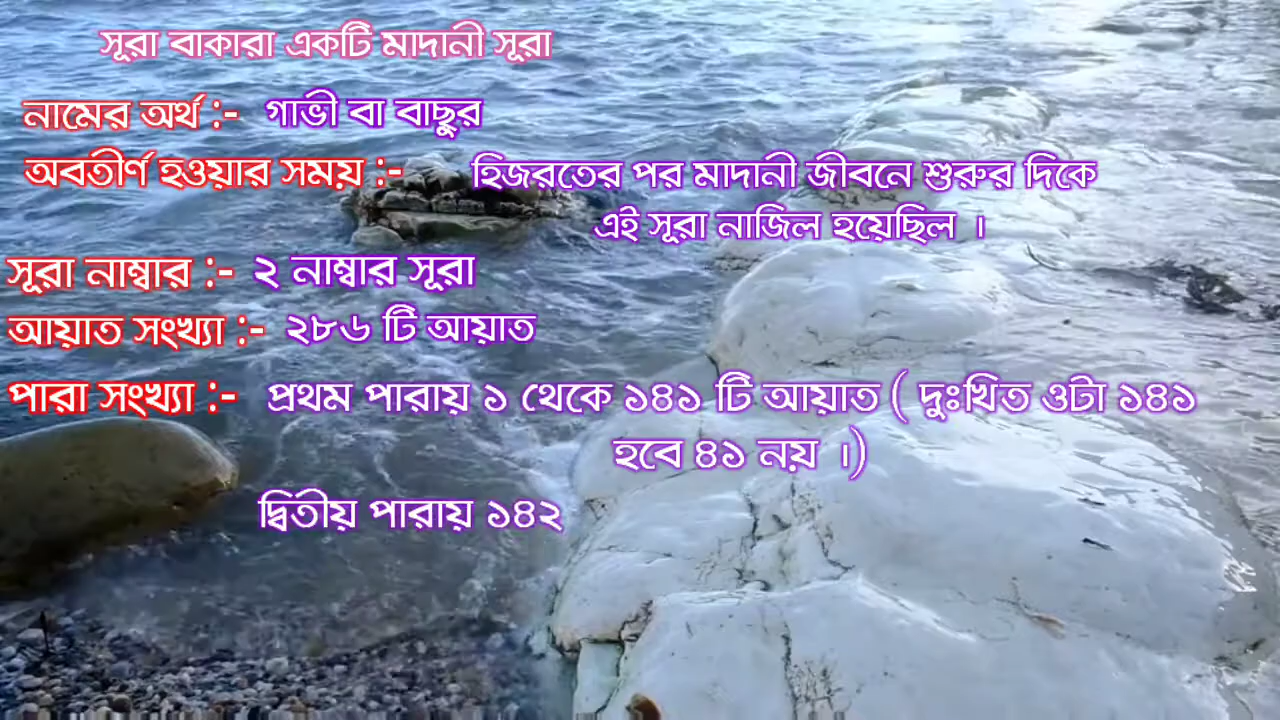 সূরা বাকারা একটি মাদানী সূরা
নামের অর্থ :- গাভী বা বাছুর
অবতীর্ণ হওয়ার সময় :- হিজরতের পর মাদানী জীবনে শুরুর দিকে
এই সূরা নাজিল হয়েছিল ।
সূরা নাম্বার :- ২ নাম্বার সূরা
আয়াত সংখ্যা :- ২৮৬ টি আয়াত
পারা সংখ্যা :- প্রথম পারায় ১ থেকে ১৪১ টি আয়াত ( দুঃখিত ওটা ১৪১
হবে ৪১ নয় ।)
দ্বিতীয় পারায় ১৪২